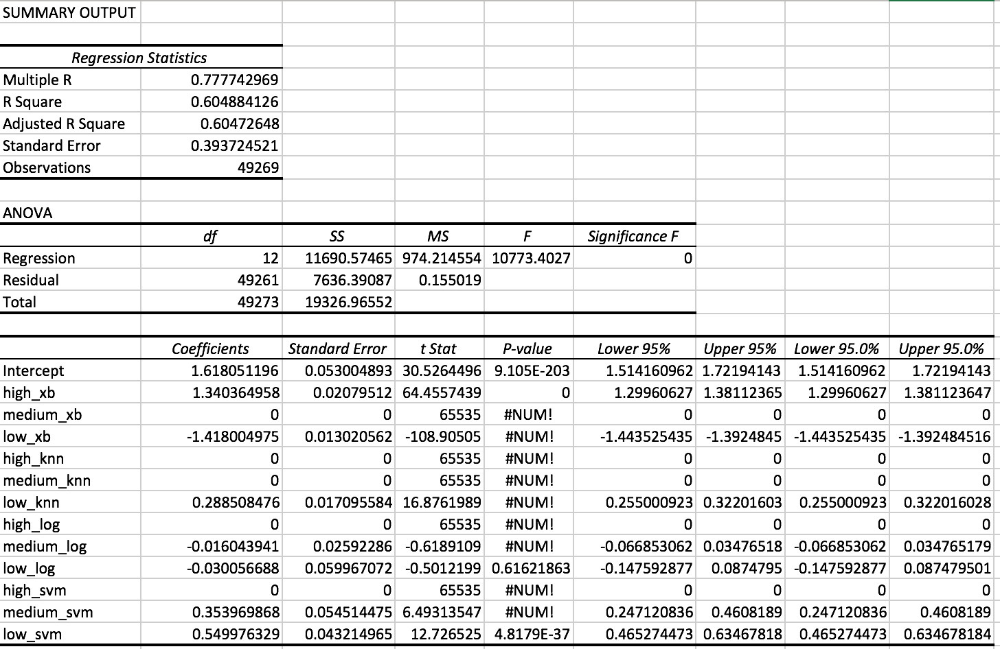 SUMMARY OUTPUT
Regression Statistics
Multiple R 0.777742969
R Square 0.604884126
Adjusted R Square 0.60472648
Standard Error 0.393724521
Observations 49269
ANOVA
df SS MS F Significance F
Regression 12 11690.57465 974.214554 10773.4027 0
Residual 49261 7636.39087 0.155019
Total 49273 19326.96552
Coefficients Standard Error t Stat P-value Lower 95% Upper 95% Lower 95.0% Upper 95.0%
Intercept 1.618051196 0.053004893 30.5264496 9.105E-203 1.514160962 1.72194143 1.514160962 1.72194143
high_xb 1.340364958 0.02079512 64.4557439 0 1.29960627 1.38112365 1.29960627 1.381123647
medium_xb 0 0 65535 #NUM! 0 0 0 0
low_xb -1.418004975 0.013020562 -108.90505 #NUM! -1.443525435 -1.3924845 -1.443525435 -1.392484516
high_knn 0 0 65535 #NUM! 0 0 0 0
medium_knn 0 0 65535 #NUM! 0 0 0 0
low_knn 0.288508476 0.017095584 16.8761989 #NUM! 0.255000923 0.32201603 0.255000923 0.322016028
high_log 0 0 65535 #NUM! 0 0 0 0
medium_log -0.016043941 0.02592286 -0.6189109 #NUM! -0.066853062 0.03476518 -0.066853062 0.034765179
low_log -0.030056688 0.059967072 -0.5012199 0.61621863 -0.147592877 0.0874795 -0.147592877 0.087479501
high_svm 0 0 65535 #NUM! 0 0 0 0
medium_svm 0.353969868 0.054514475 6.49313547 #NUM! 0.247120836 0.4608189 0.247120836 0.4608189
low_svm 0.549976329 0.043214965 12.726525 4.8179E-37 0.465274473 0.63467818 0.465274473 0.634678184